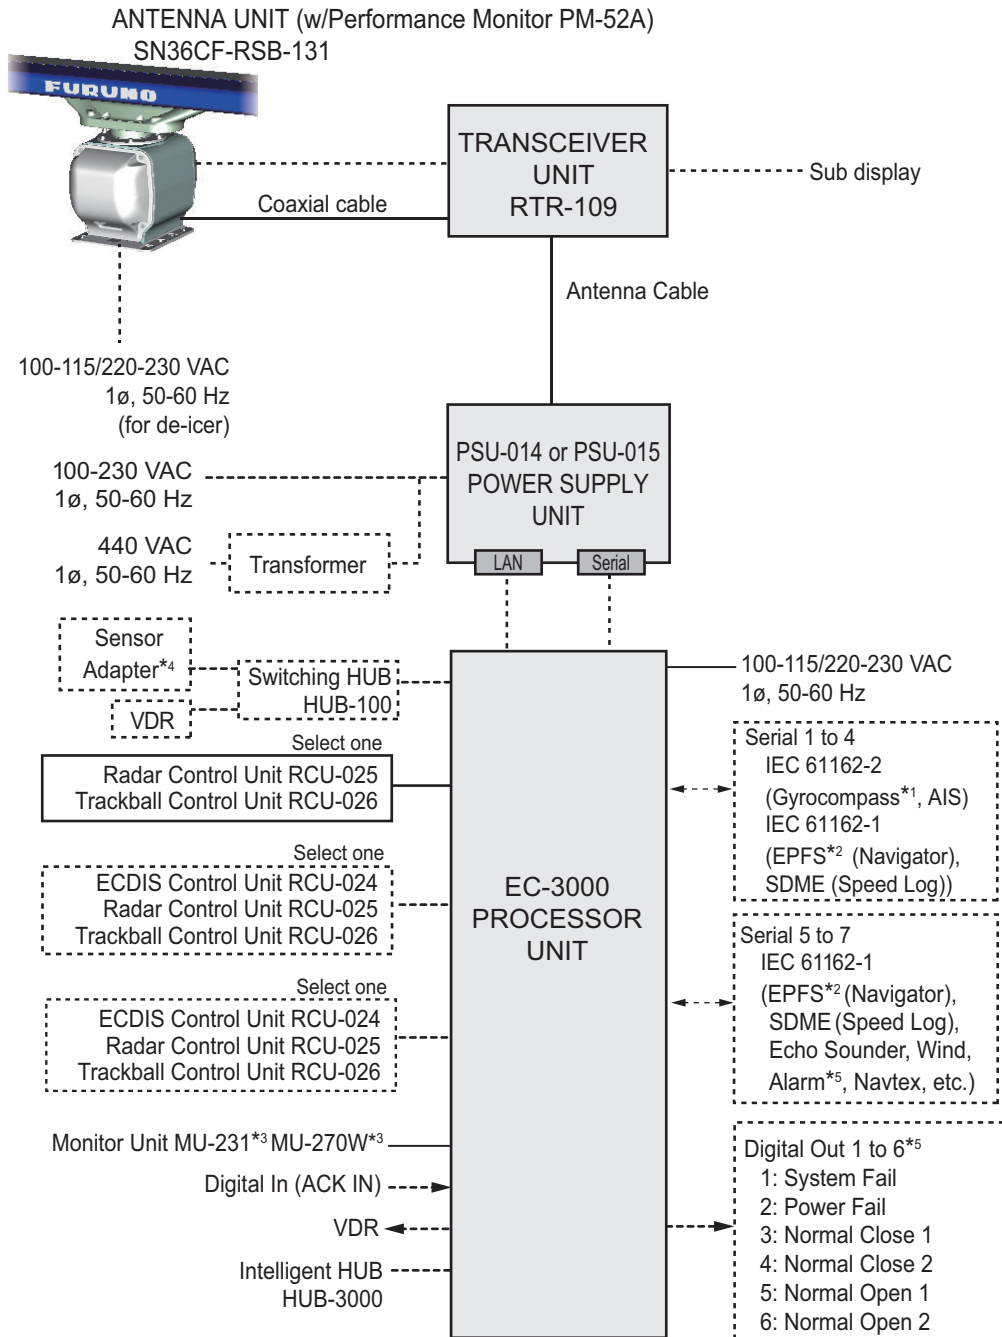 ANTENNA UNIT (w/Performance Monitor PM-52A)
SN36CF-RSB-131
FURUNO
TRANSCEIVER
UNIT
RTR-109
Sub display
Coaxial cable
Antenna Cable
100-115/220-230 VAC
1ø, 50-60 Hz
(for de-icer)
PSU-014 or PSU-015
POWER SUPPLY
UNIT
LAN
Serial
100-230 VAC
1ø, 50-60 Hz
440 VAC
1ø, 50-60 Hz
Transformer
Sensor
Adapter*4
VDR
Switching HUB
HUB-100
Select one
Radar Control Unit RCU-025
Trackball Control Unit RCU-026
Select one
ECDIS Control Unit RCU-024
Radar Control Unit RCU-025
Trackball Control Unit RCU-026
Select one
ECDIS Control Unit RCU-024
Radar Control Unit RCU-025
Trackball Control Unit RCU-026
Monitor Unit MU-231*3 MU-270W*3
Digital In (ACK IN)
VDR
Intelligent HUB
HUB-3000
EC-3000
PROCESSOR
UNIT
100-115/220-230 VAC
1ø, 50-60 Hz
Serial 1 to 4
IEC 61162-2
(Gyrocompass*1, AIS)
IEC 61162-1
(EPFS*2 (Navigator),
SDME (Speed Log))
Serial 5 to 7
IEC 61162-1
(EPFS*2 (Navigator),
SDME (Speed Log),
Echo Sounder, Wind,
Alarm*5, Navtex, etc.)
Digital Out 1 to 6*5
1: System Fail
2: Power Fail
3: Normal Close 1
4: Normal Close 2
5: Normal Open 1
6: Normal Open 2